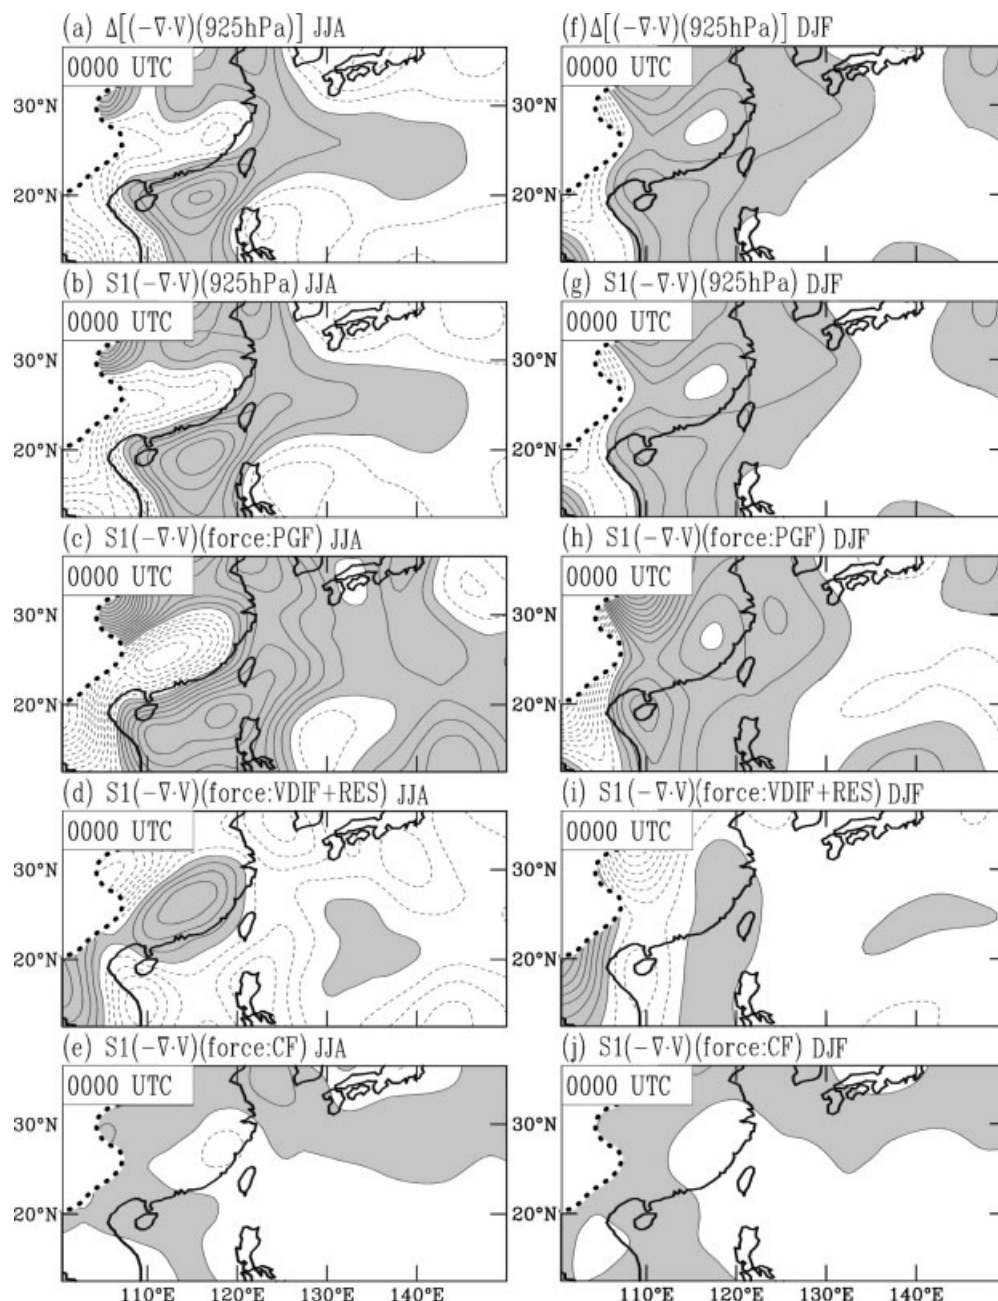 (a) Δ[(−∇·V)(925hPa)] JJA
0000 UTC
30°N
20°N
(b) S1(−∇·V)(925hPa) JJA
0000 UTC
30°N
20°N
(c) S1(−∇·V)(force:PGF) JJA
0000 UTC
30°N
20°N
(d) S1(−∇·V)(force:VDIF+RES) JJA
0000 UTC
30°N
20°N
(e) S1(−∇·V)(force:CF) JJA
0000 UTC
30°N
20°N
110°E 120°E 130°E 140°E
(f)Δ[(−∇·V)(925hPa)] DJF
0000 UTC
30°N
20°N
(g) S1(−∇·V)(925hPa) DJF
0000 UTC
30°N
20°N
(h) S1(−∇·V)(force:PGF) DJF
0000 UTC
30°N
20°N
(i) S1(−∇·V)(force:VDIF+RES) DJF
0000 UTC
30°N
20°N
(j) S1(−∇·V)(force:CF) DJF
0000 UTC
30°N
20°N
110°E 120°E 130°E 140°E